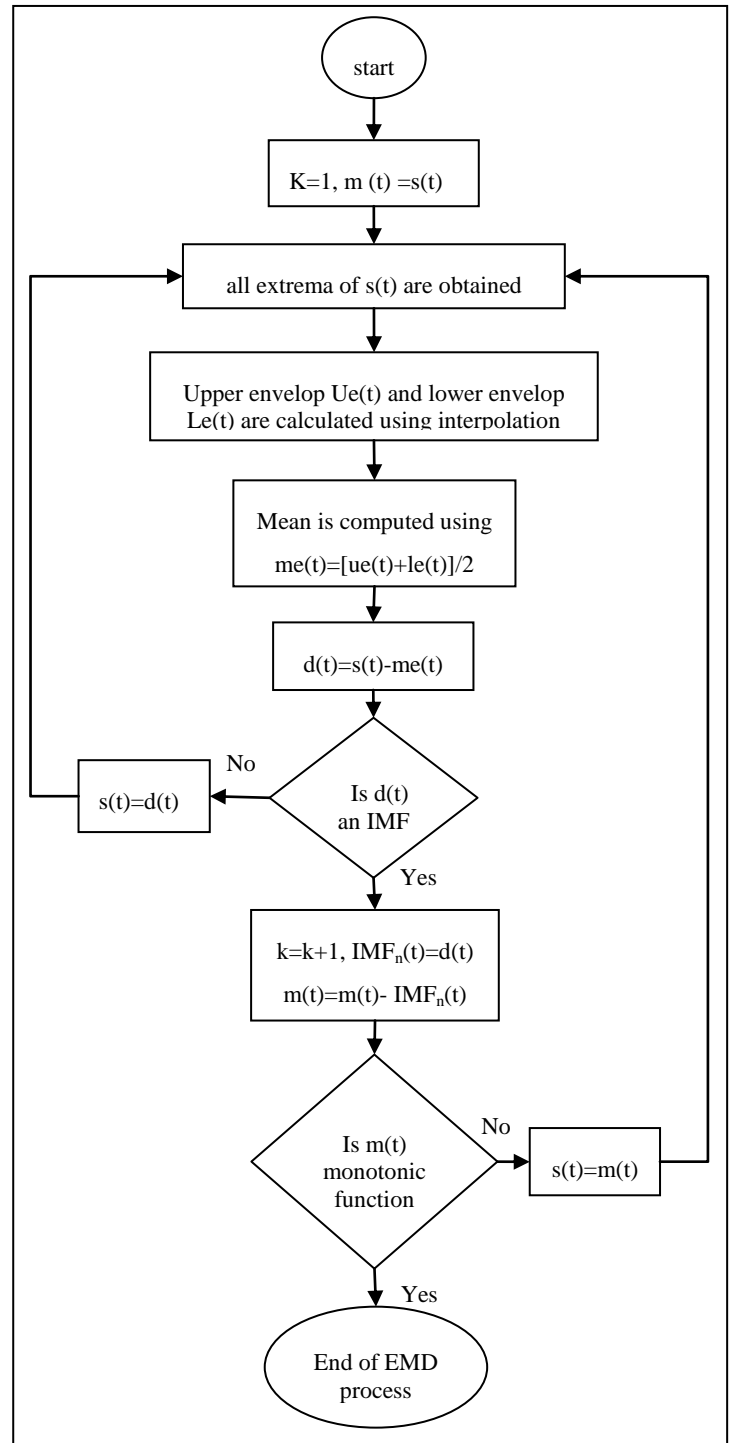 start
K=1, m (t) =s(t)
all extrema of s(t) are obtained
Upper envelop Ue(t) and lower envelop
Le(t) are calculated using interpolation
Mean is computed using
me(t)=[ue(t)+le(t)]/2
d(t)=s(t)-me(t)
No
s(t)=d(t)
Is d(t)
an IMF
Yes
k=k+1, IMFₙ(t)=d(t)
m(t)=m(t)- IMFₙ(t)
Is m(t)
monotonic
function
No
s(t)=m(t)
Yes
End of EMD
process